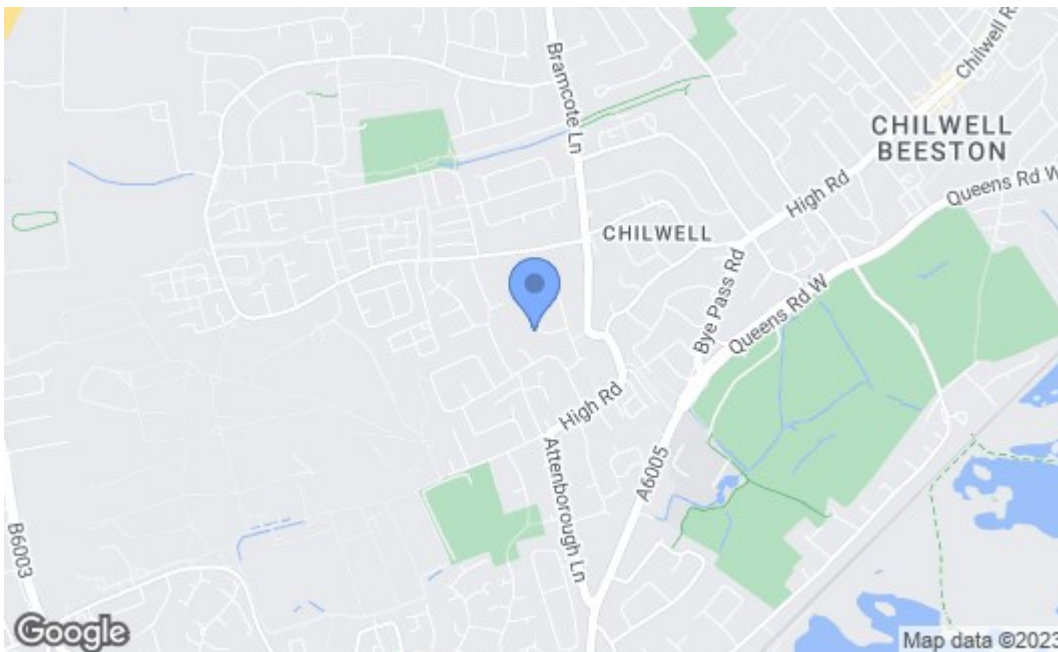 Bramcote Ln
Chilwell Rd
CHILWELL
BEESTON
Queens Rd W
High Rd
CHILWELL
Bye Pass Rd
Queens Rd W
High Rd
A6005
Attenborough Ln
B6003
Google
Map data ©2023